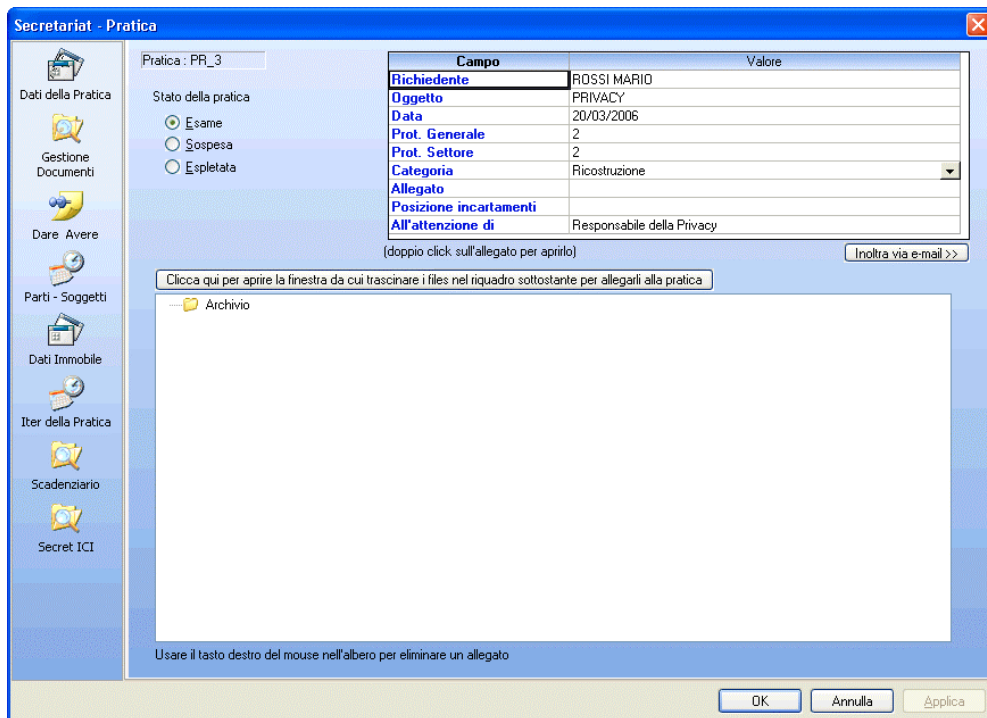 Secretariat - Pratica
Dati della Pratica
Gestione
Documenti
Dare Avere
Parti - Soggetti
Dati Immobile
Iter della Pratica
Scadenziario
Secret ICI
Pratica : PR_3
Stato della pratica
Esame
Sospesa
Espletata
Campo Valore
Richiedente ROSSI MARIO
Oggetto PRIVACY
Data 20/03/2006
Prot. Generale 2
Prot. Settore 2
Categoria Ricostruzione
Allegato
Posizione incartamenti
All'attenzione di Responsabile della Privacy
(doppio click sull'allegato per aprirlo)
Inoltra via e-mail >>
Clicca qui per aprire la finestra da cui trascinare i files nel riquadro sottostante per allegarli alla pratica
Archivio
Usare il tasto destro del mouse nell'albero per eliminare un allegato
OK Annulla Applica